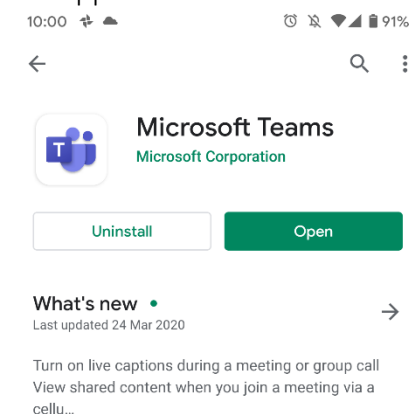 10:00
91%
Microsoft Teams
Microsoft Corporation
Uninstall
Open
What's new
Last updated 24 Mar 2020
Turn on live captions during a meeting or group call
View shared content when you join a meeting via a
cellu...